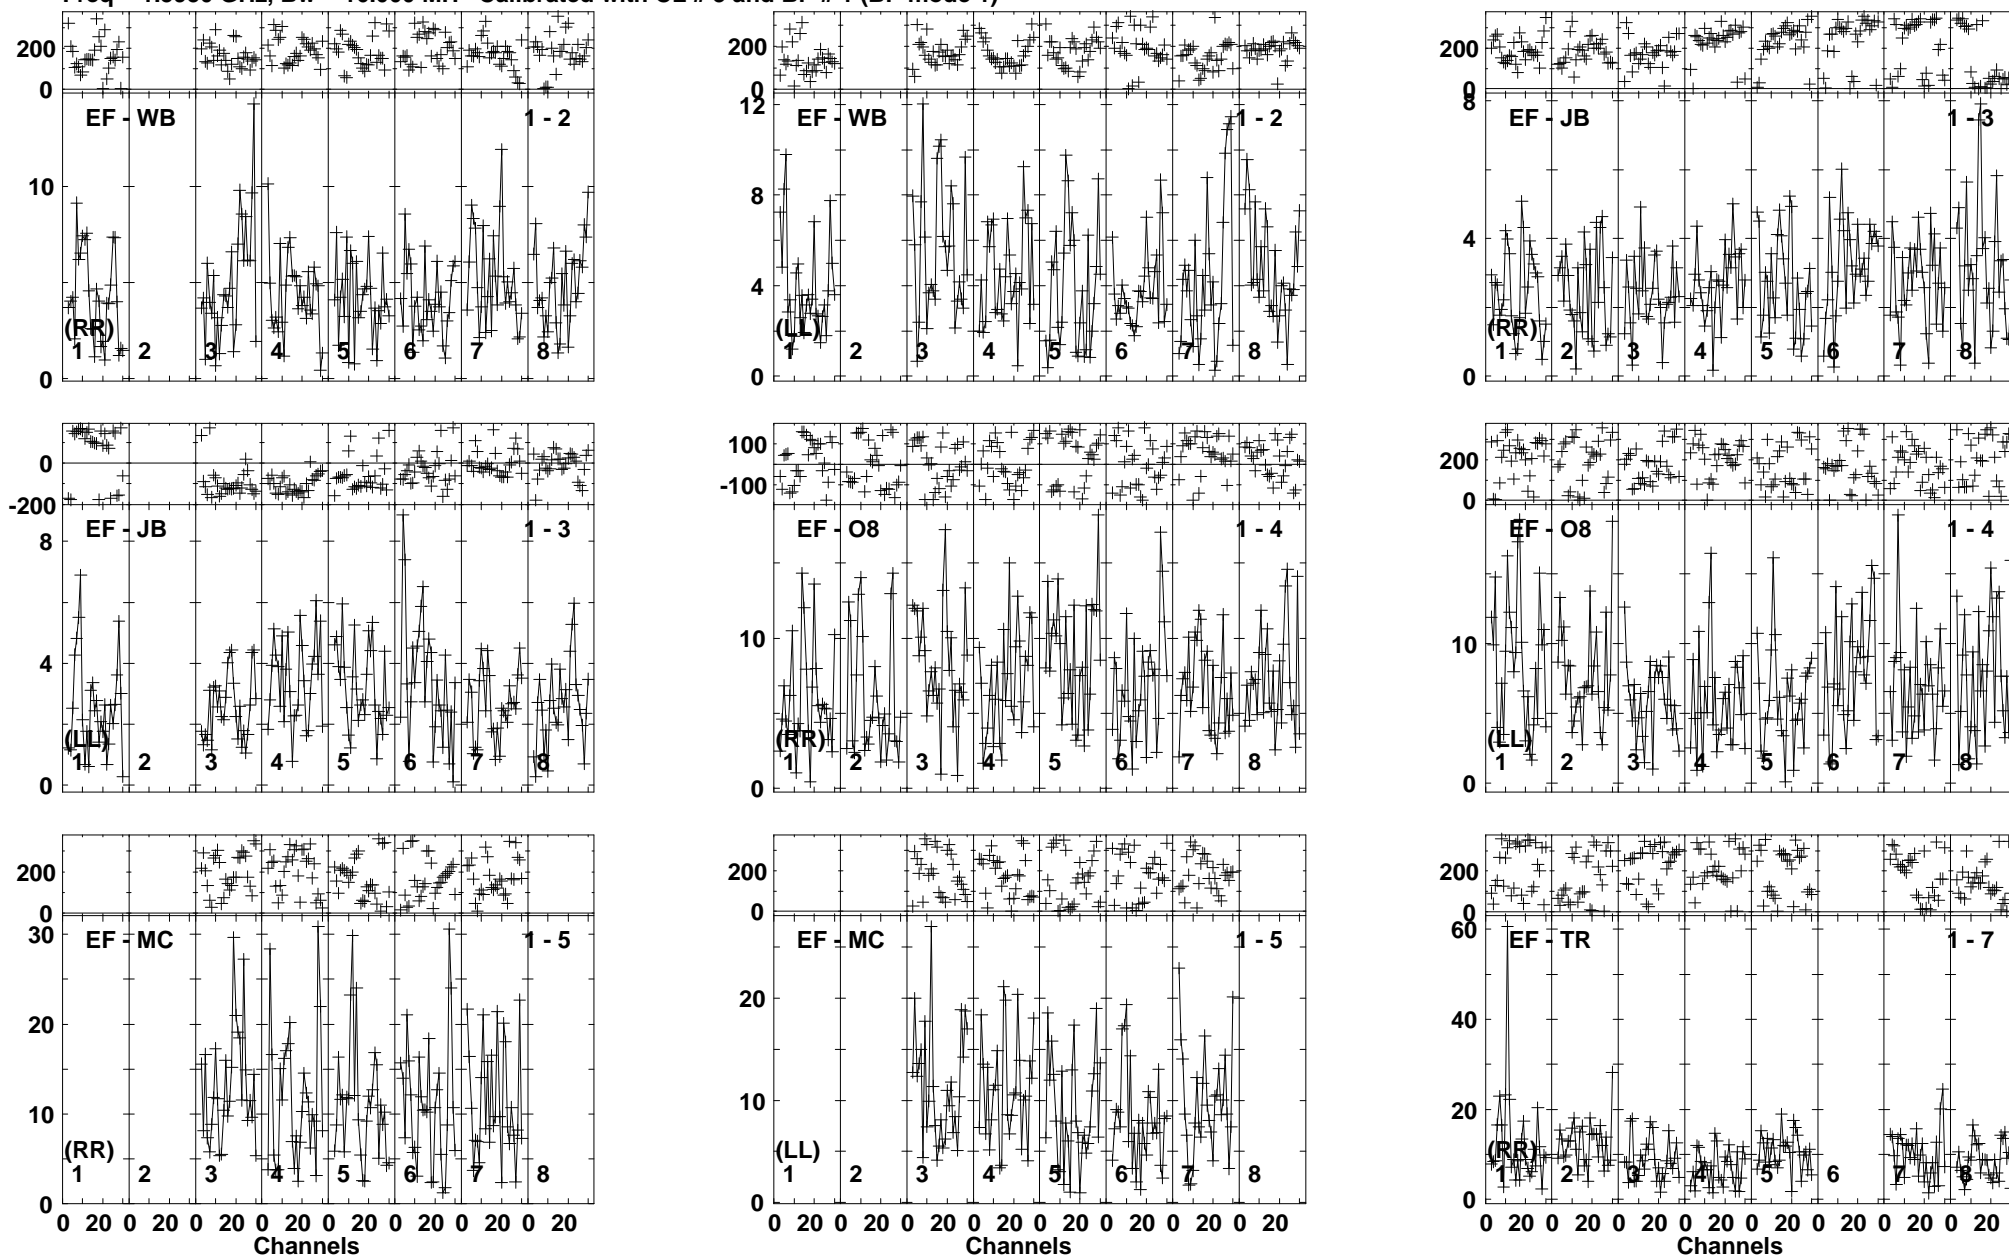 200 100 0 200 100 0 200 0
EF - WB 1 - 2 EF - WB 1 - 2 EF - JB 1 - 3
10 0 12 8 4 0 8 4 0
(RR) (LL) (RR)
1 2 3 4 5 6 7 8 1 2 3 4 5 6 7 8 1 2 3 4 5 6 7 8
0 -200 100 -100 200 0
EF - JB 1 - 3 EF - O8 1 - 4 EF - O8 1 - 4
8 4 0 10 0 10 0
(LL) (RR) (LL)
1 2 3 4 5 6 7 8 1 2 3 4 5 6 7 8 1 2 3 4 5 6 7 8
200 0 200 0 200 0
EF - MC 1 - 5 EF - MC 1 - 5 EF - TR 1 - 7
30 20 10 0 20 10 0 60 40 20 0
(RR) (LL) (RR)
1 2 3 4 5 6 7 8 1 2 3 4 5 6 7 8 1 2 3 4 5 6 7 8
0 20 0 20 0 20 0 20 0 20 0 20 0 20 0 20 0 20 0 20 0 20 0 20 0 20 0 20 0 20 0 20 0 20 0 20 0 20 0 20 0 20 0 20 0 20 0 20
Channels Channels Channels